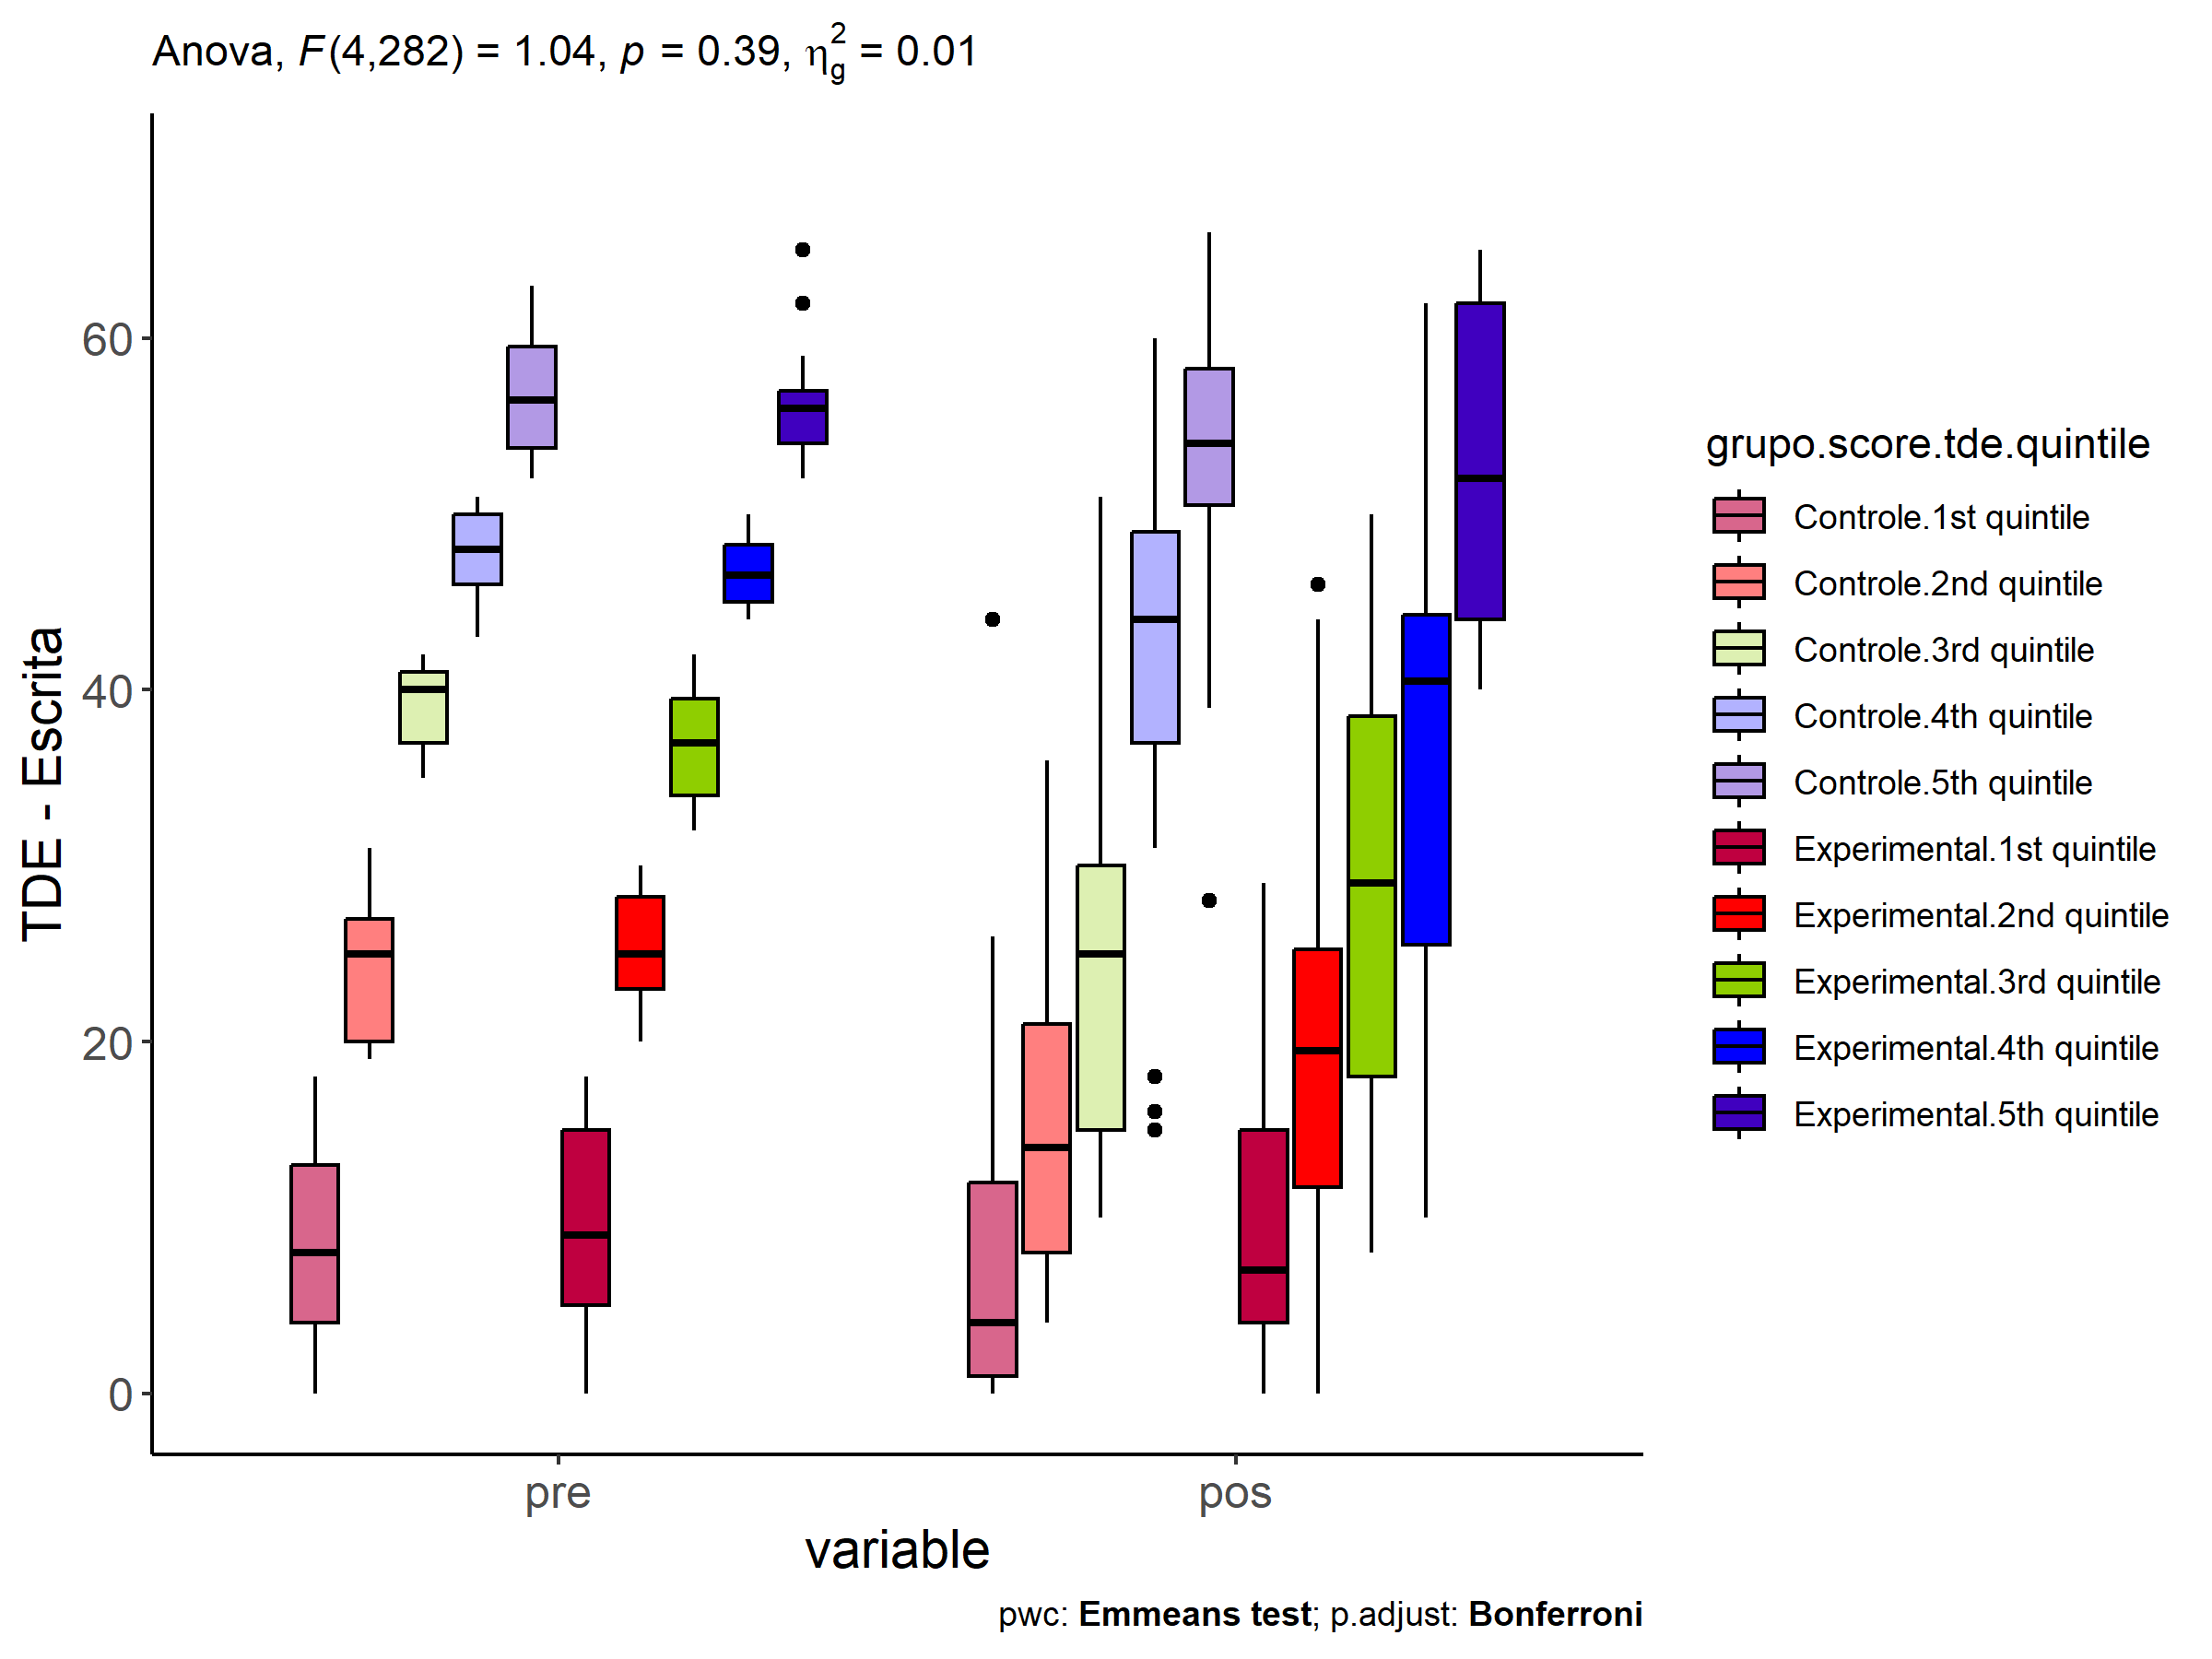 Anova, F(4,282) = 1.04, p = 0.39, η²g = 0.01
TDE - Escrita
60
40
20
0
pre
pos
variable
grupo.score.tde.quintile
Controle.1st quintile
Controle.2nd quintile
Controle.3rd quintile
Controle.4th quintile
Controle.5th quintile
Experimental.1st quintile
Experimental.2nd quintile
Experimental.3rd quintile
Experimental.4th quintile
Experimental.5th quintile
pwc: Emmeans test; p.adjust: Bonferroni